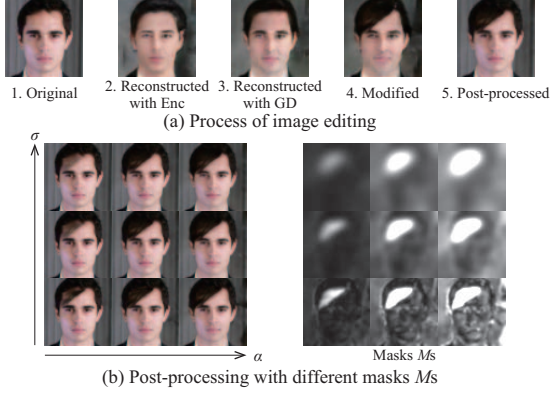 1. Original
2. Reconstructed
with Enc
3. Reconstructed
with GD
4. Modified
5. Post-processed
(a) Process of image editing
σ
α
Masks Ms
(b) Post-processing with different masks Ms